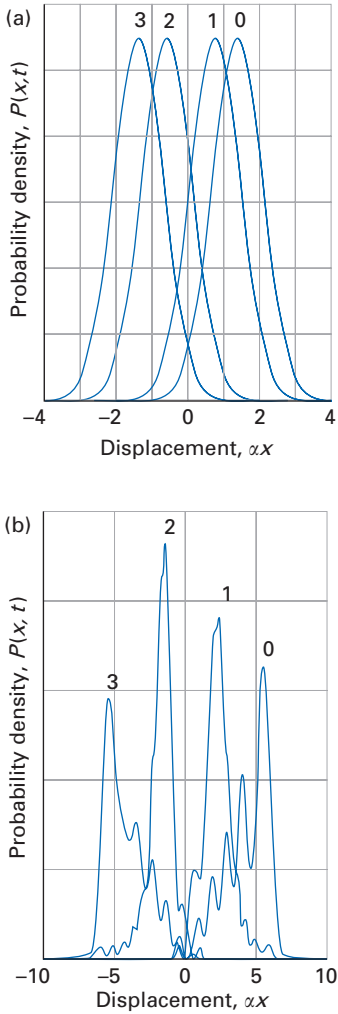 (a)
3 2 1 0
Probability density, P(x,t)
−4 −2 0 2 4
Displacement, αx
(b)
2
1
0
3
Probability density, P(x, t)
−10 −5 0 5 10
Displacement, αx